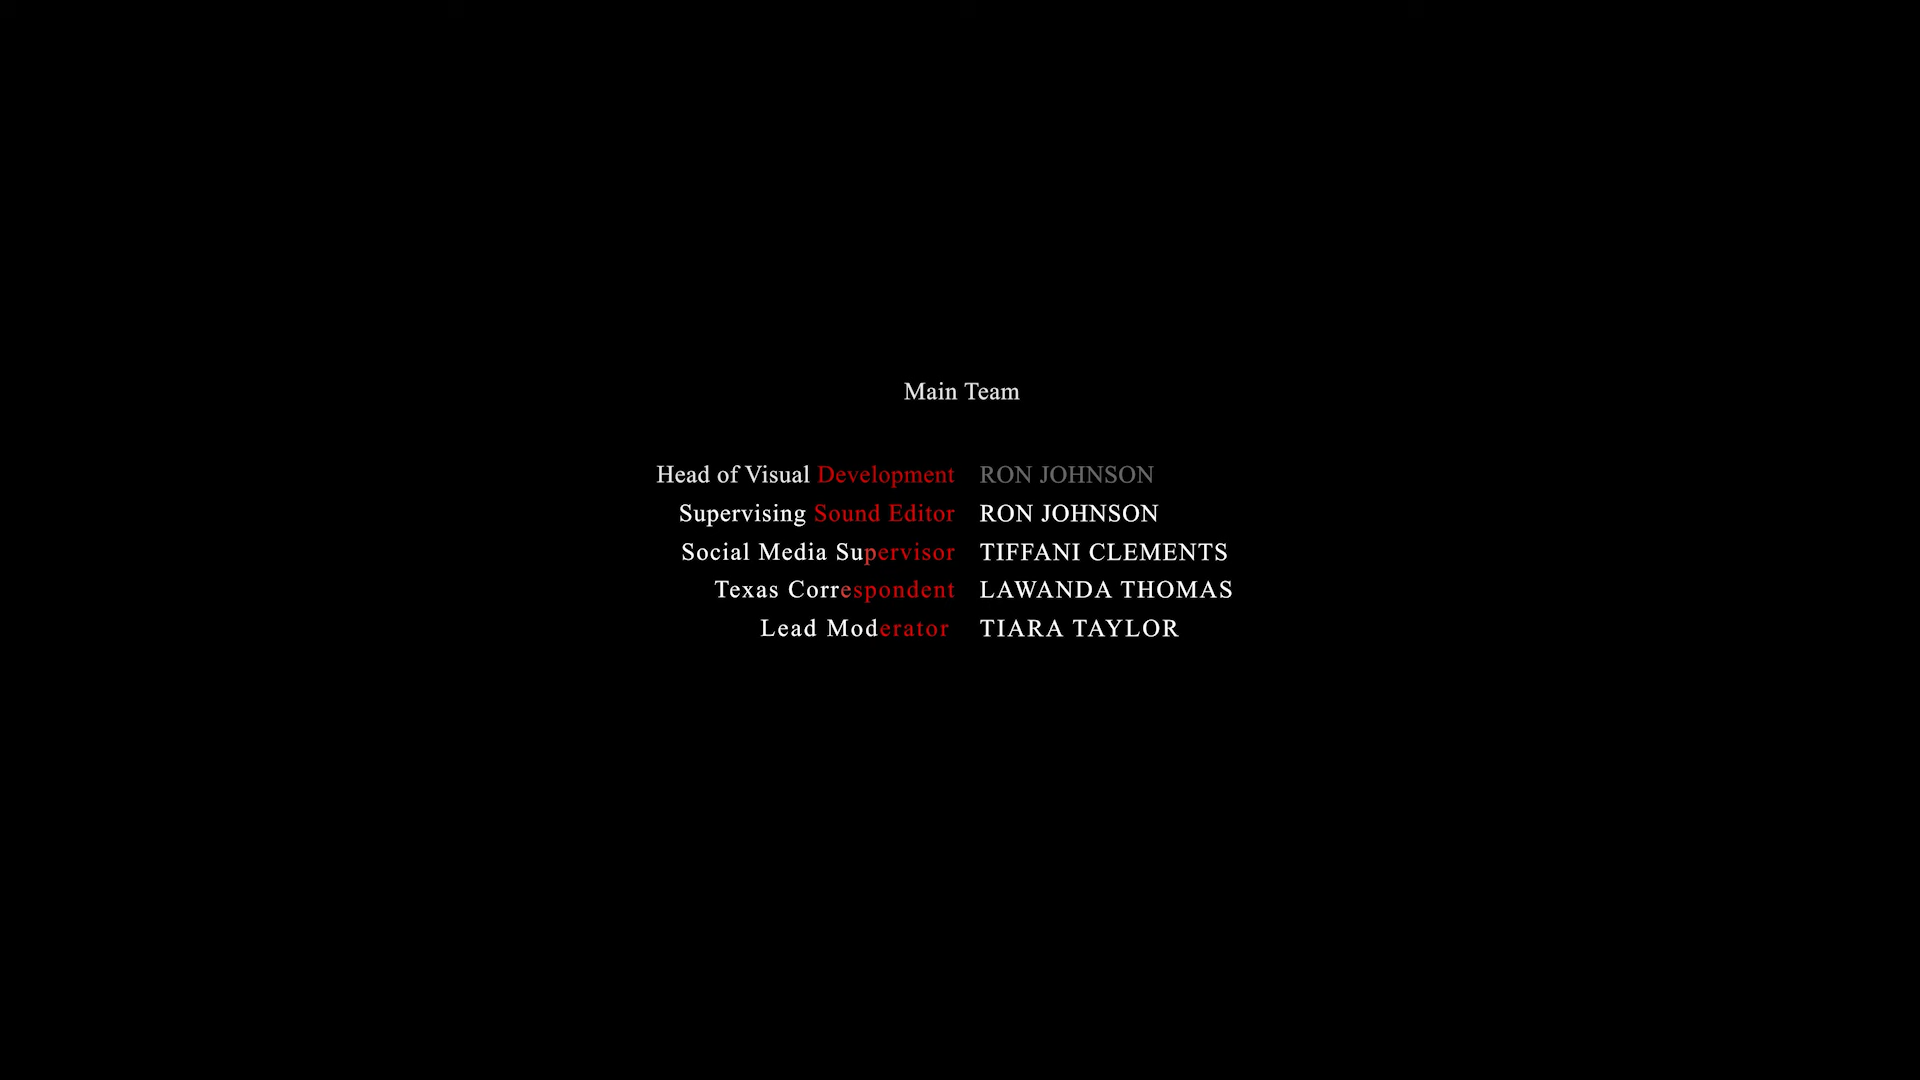 Main Team
Head of Visual Development RON JOHNSON
Supervising Sound Editor RON JOHNSON
Social Media Supervisor TIFFANI CLEMENTS
Texas Correspondent LAWANDA THOMAS
Lead Moderator TIARA TAYLOR